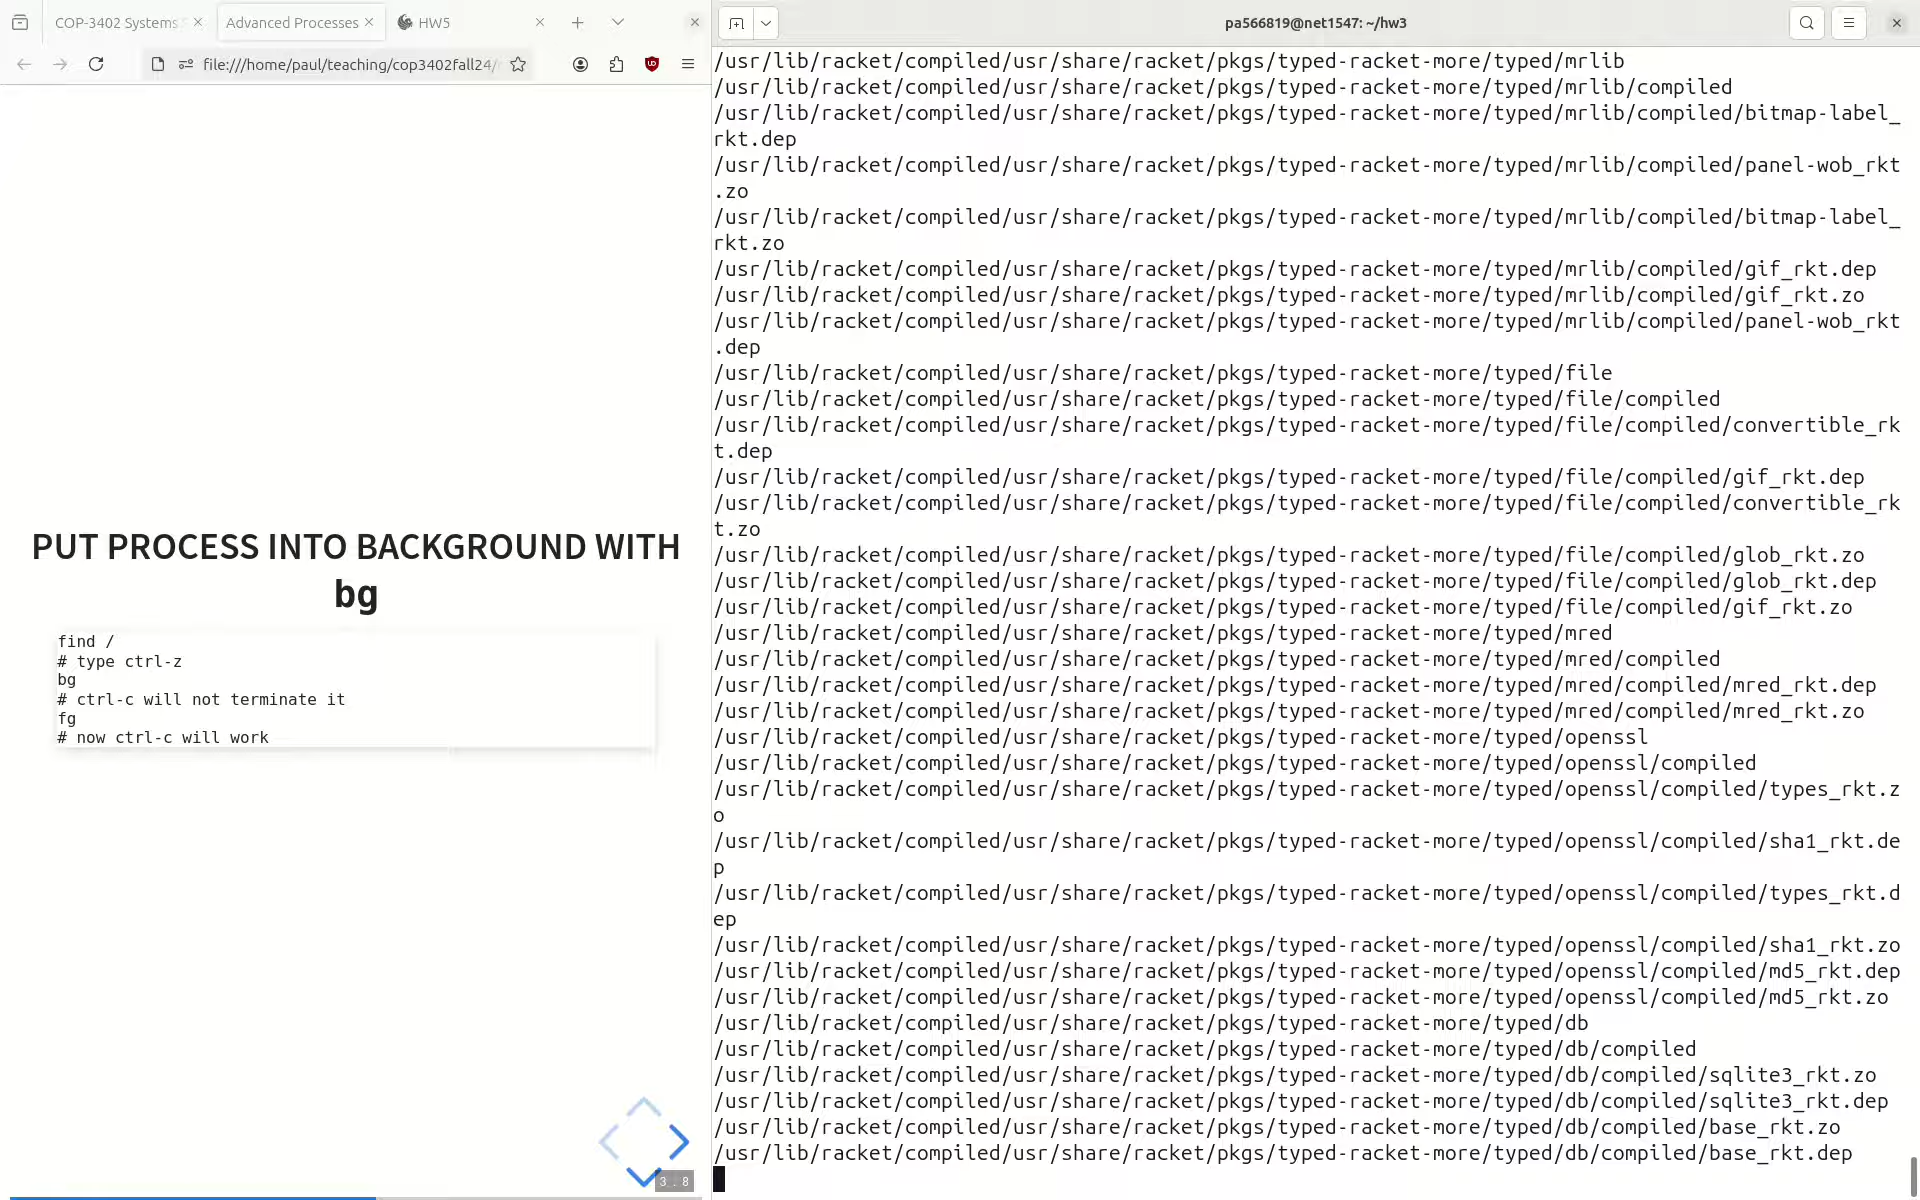 COP-3402 Systems
Advanced Processes
HW5
file:///home/paul/teaching/cop3402fall24/
PUT PROCESS INTO BACKGROUND WITH
bg
find /
# type ctrl-z
bg
# ctrl-c will not terminate it
fg
# now ctrl-c will work
3 . 8
pa566819@net1547: ~/hw3
/usr/lib/racket/compiled/usr/share/racket/pkgs/typed-racket-more/typed/mrlib
/usr/lib/racket/compiled/usr/share/racket/pkgs/typed-racket-more/typed/mrlib/compiled
/usr/lib/racket/compiled/usr/share/racket/pkgs/typed-racket-more/typed/mrlib/compiled/bitmap-label_
rkt.dep
/usr/lib/racket/compiled/usr/share/racket/pkgs/typed-racket-more/typed/mrlib/compiled/panel-wob_rkt
.zo
/usr/lib/racket/compiled/usr/share/racket/pkgs/typed-racket-more/typed/mrlib/compiled/bitmap-label_
rkt.zo
/usr/lib/racket/compiled/usr/share/racket/pkgs/typed-racket-more/typed/mrlib/compiled/gif_rkt.dep
/usr/lib/racket/compiled/usr/share/racket/pkgs/typed-racket-more/typed/mrlib/compiled/gif_rkt.zo
/usr/lib/racket/compiled/usr/share/racket/pkgs/typed-racket-more/typed/mrlib/compiled/panel-wob_rkt
.dep
/usr/lib/racket/compiled/usr/share/racket/pkgs/typed-racket-more/typed/file
/usr/lib/racket/compiled/usr/share/racket/pkgs/typed-racket-more/typed/file/compiled
/usr/lib/racket/compiled/usr/share/racket/pkgs/typed-racket-more/typed/file/compiled/convertible_rk
t.dep
/usr/lib/racket/compiled/usr/share/racket/pkgs/typed-racket-more/typed/file/compiled/gif_rkt.dep
/usr/lib/racket/compiled/usr/share/racket/pkgs/typed-racket-more/typed/file/compiled/convertible_rk
t.zo
/usr/lib/racket/compiled/usr/share/racket/pkgs/typed-racket-more/typed/file/compiled/glob_rkt.zo
/usr/lib/racket/compiled/usr/share/racket/pkgs/typed-racket-more/typed/file/compiled/glob_rkt.dep
/usr/lib/racket/compiled/usr/share/racket/pkgs/typed-racket-more/typed/file/compiled/gif_rkt.zo
/usr/lib/racket/compiled/usr/share/racket/pkgs/typed-racket-more/typed/mred
/usr/lib/racket/compiled/usr/share/racket/pkgs/typed-racket-more/typed/mred/compiled
/usr/lib/racket/compiled/usr/share/racket/pkgs/typed-racket-more/typed/mred/compiled/mred_rkt.dep
/usr/lib/racket/compiled/usr/share/racket/pkgs/typed-racket-more/typed/mred/compiled/mred_rkt.zo
/usr/lib/racket/compiled/usr/share/racket/pkgs/typed-racket-more/typed/openssl
/usr/lib/racket/compiled/usr/share/racket/pkgs/typed-racket-more/typed/openssl/compiled
/usr/lib/racket/compiled/usr/share/racket/pkgs/typed-racket-more/typed/openssl/compiled/types_rkt.z
o
/usr/lib/racket/compiled/usr/share/racket/pkgs/typed-racket-more/typed/openssl/compiled/sha1_rkt.de
p
/usr/lib/racket/compiled/usr/share/racket/pkgs/typed-racket-more/typed/openssl/compiled/types_rkt.d
ep
/usr/lib/racket/compiled/usr/share/racket/pkgs/typed-racket-more/typed/openssl/compiled/sha1_rkt.zo
/usr/lib/racket/compiled/usr/share/racket/pkgs/typed-racket-more/typed/openssl/compiled/md5_rkt.dep
/usr/lib/racket/compiled/usr/share/racket/pkgs/typed-racket-more/typed/openssl/compiled/md5_rkt.zo
/usr/lib/racket/compiled/usr/share/racket/pkgs/typed-racket-more/typed/db
/usr/lib/racket/compiled/usr/share/racket/pkgs/typed-racket-more/typed/db/compiled
/usr/lib/racket/compiled/usr/share/racket/pkgs/typed-racket-more/typed/db/compiled/sqlite3_rkt.zo
/usr/lib/racket/compiled/usr/share/racket/pkgs/typed-racket-more/typed/db/compiled/sqlite3_rkt.dep
/usr/lib/racket/compiled/usr/share/racket/pkgs/typed-racket-more/typed/db/compiled/base_rkt.zo
/usr/lib/racket/compiled/usr/share/racket/pkgs/typed-racket-more/typed/db/compiled/base_rkt.dep